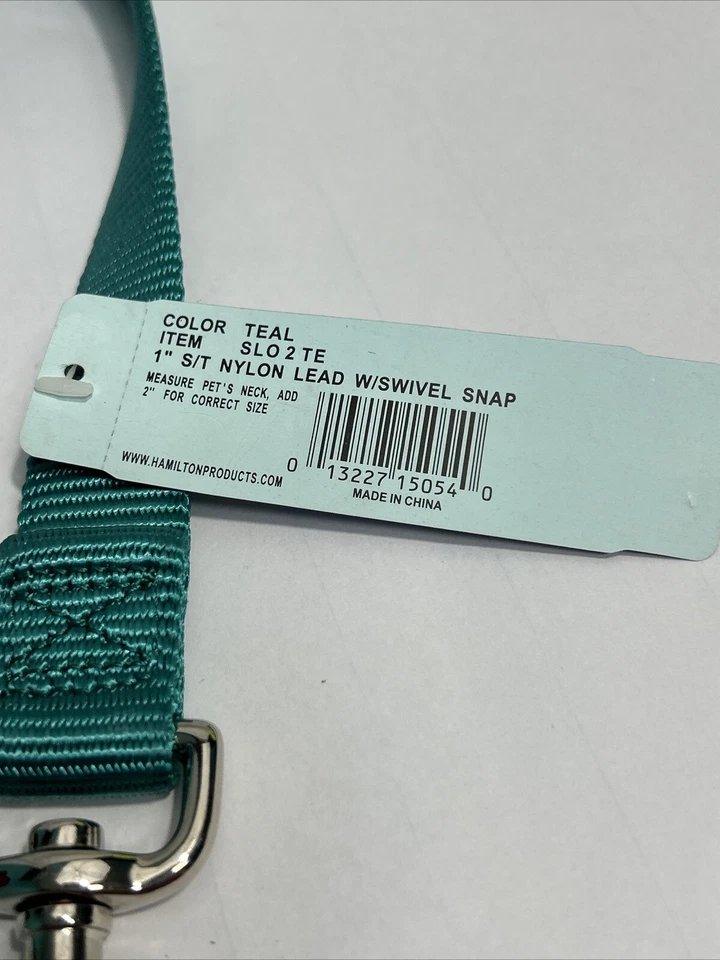 COLOR TEAL
ITEM SLO 2 TE
1" S/T NYLON LEAD W/SWIVEL SNAP
MEASURE PET'S NECK, ADD
2" FOR CORRECT SIZE
WWW.HAMILTONPRODUCTS.COM
0 13227 15054 0
MADE IN CHINA